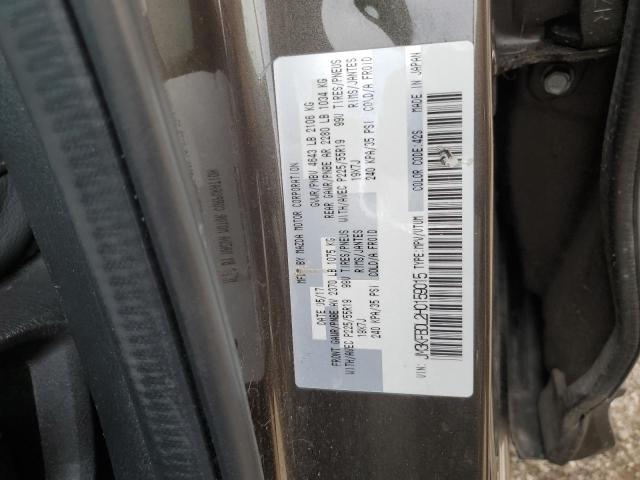 MFD BY MAZDA MOTOR CORPORATION
DATE 05/17
GVWR/PNBV 4643 LB 2106 KG
FRONT GAWR/PNBE AV 2370 LB 1075 KG
REAR GAWR/PNBE AR 2280 LB 1034 KG
WITH/AVEC P225/55R19 99V TIRES/PNEUS
WITH/AVEC P225/55R19 99V TIRES/PNEUS
19X7J RIMS/JANTES
19X7J RIMS/JANTES
240 KPA/35 PSI COLD/A FROID
240 KPA/35 PSI COLD/A FROID
COLOR CODE:42S MADE IN JAPAN
VIN: JM3KFBDL2H0159015 TYPE:MPV/VTUM